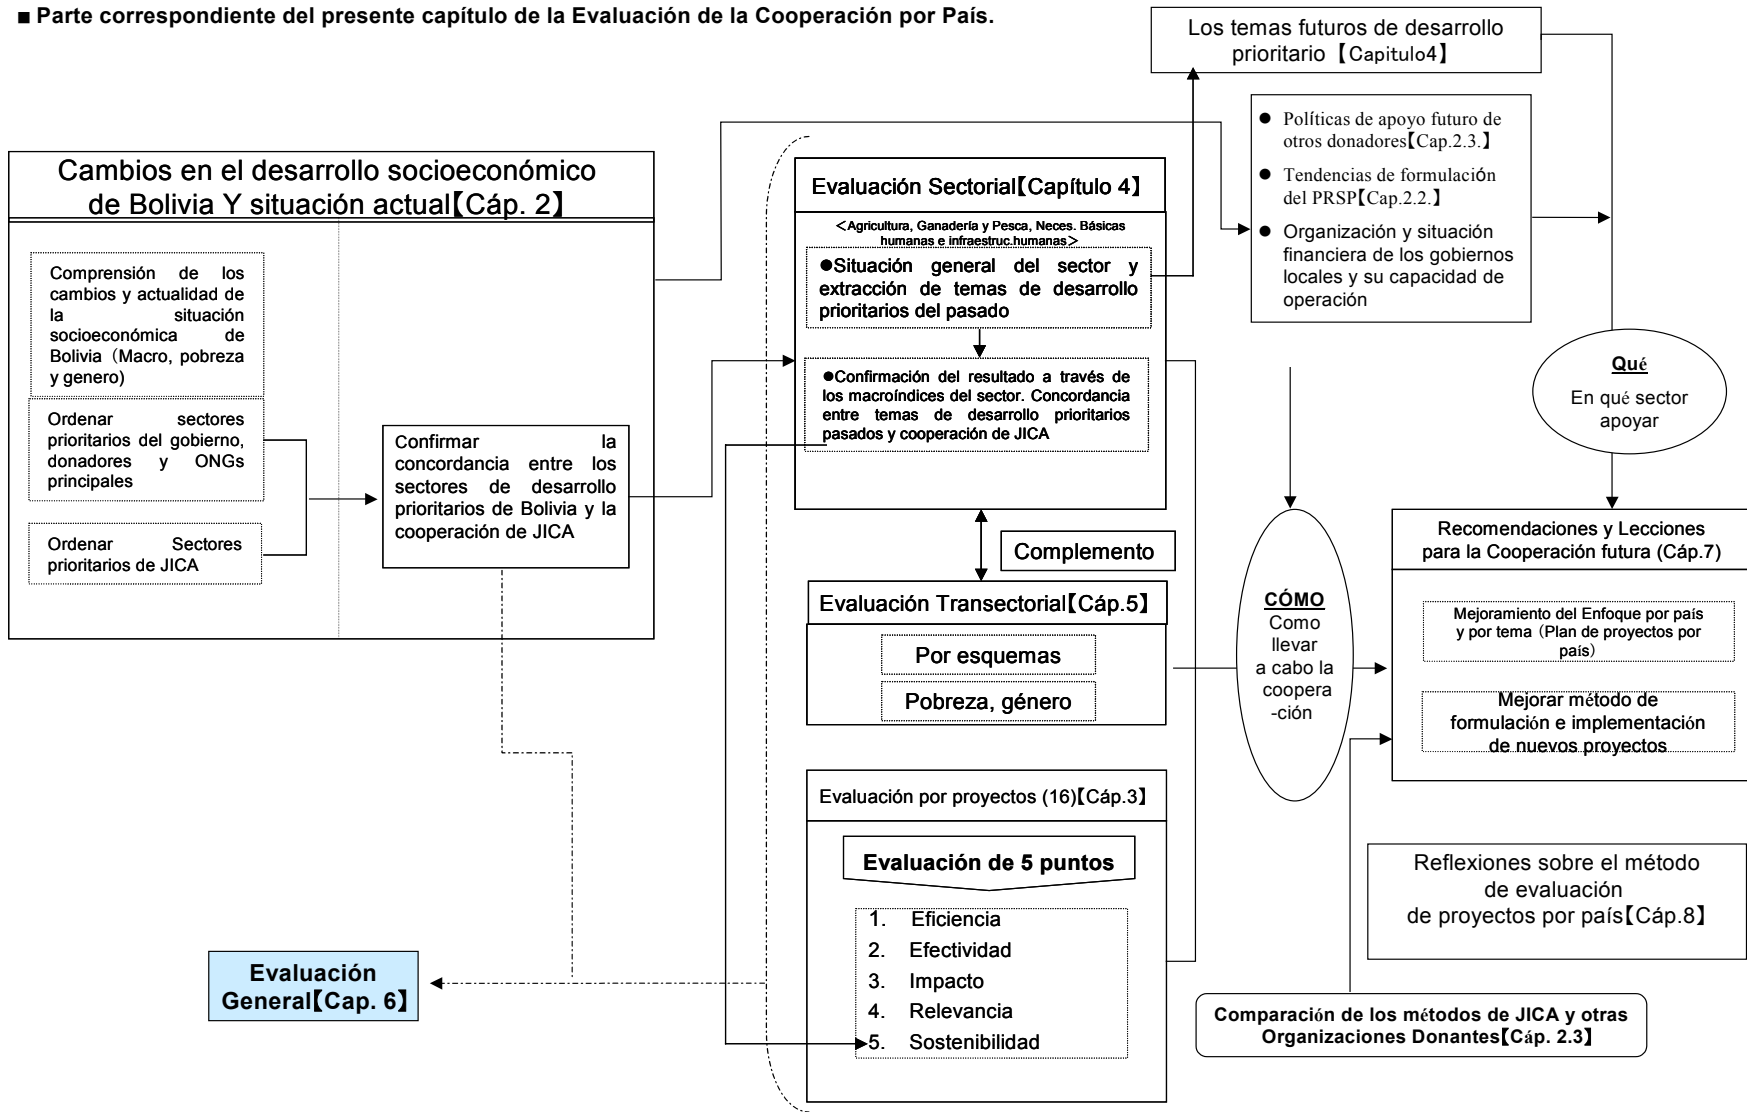 ■ Parte correspondiente del presente capítulo de la Evaluación de la Cooperación por País.
Los temas futuros de desarrollo
prioritario【Capitulo4】
● Políticas de apoyo futuro de
otros donadores【Cap.2.3.】
● Tendencias de formulación
del PRSP【Cap.2.2.】
● Organización y situación
financiera de los gobiernos
locales y su capacidad de
operación
Cambios en el desarrollo socioeconómico
de Bolivia Y situación actual【Cáp. 2】
Comprensión de los
cambios y actualidad de
la situación
socioeconómica de
Bolivia (Macro, pobreza
y genero)
Ordenar sectores
prioritarios del gobierno,
donadores y ONGs
principales
Ordenar Sectores
prioritarios de JICA
Confirmar la
concordancia entre los
sectores de desarrollo
prioritarios de Bolivia y la
cooperación de JICA
Evaluación Sectorial【Capítulo 4】
<Agricultura, Ganadería y Pesca, Neces. Básicas
humanas e infraestruc.humanas>
●Situación general del sector y
extracción de temas de desarrollo
prioritarios del pasado
●Confirmación del resultado a través de
los macroíndices del sector. Concordancia
entre temas de desarrollo prioritarios
pasados y cooperación de JICA
Complemento
Evaluación Transectorial【Cáp.5】
Por esquemas
Pobreza, género
Evaluación por proyectos (16)【Cáp.3】
Evaluación de 5 puntos
1. Eficiencia
2. Efectividad
3. Impacto
4. Relevancia
5. Sostenibilidad
Evaluación
General【Cap. 6】
Qué
En qué sector
apoyar
CÓMO
Como
llevar
a cabo la
coopera
-ción
Recomendaciones y Lecciones
para la Cooperación futura (Cáp.7)
Mejoramiento del Enfoque por país
y por tema (Plan de proyectos por
país)
Mejorar método de
formulación e implementación
de nuevos proyectos
Reflexiones sobre el método
de evaluación
de proyectos por país【Cáp.8】
Comparación de los métodos de JICA y otras
Organizaciones Donantes【Cáp. 2.3】